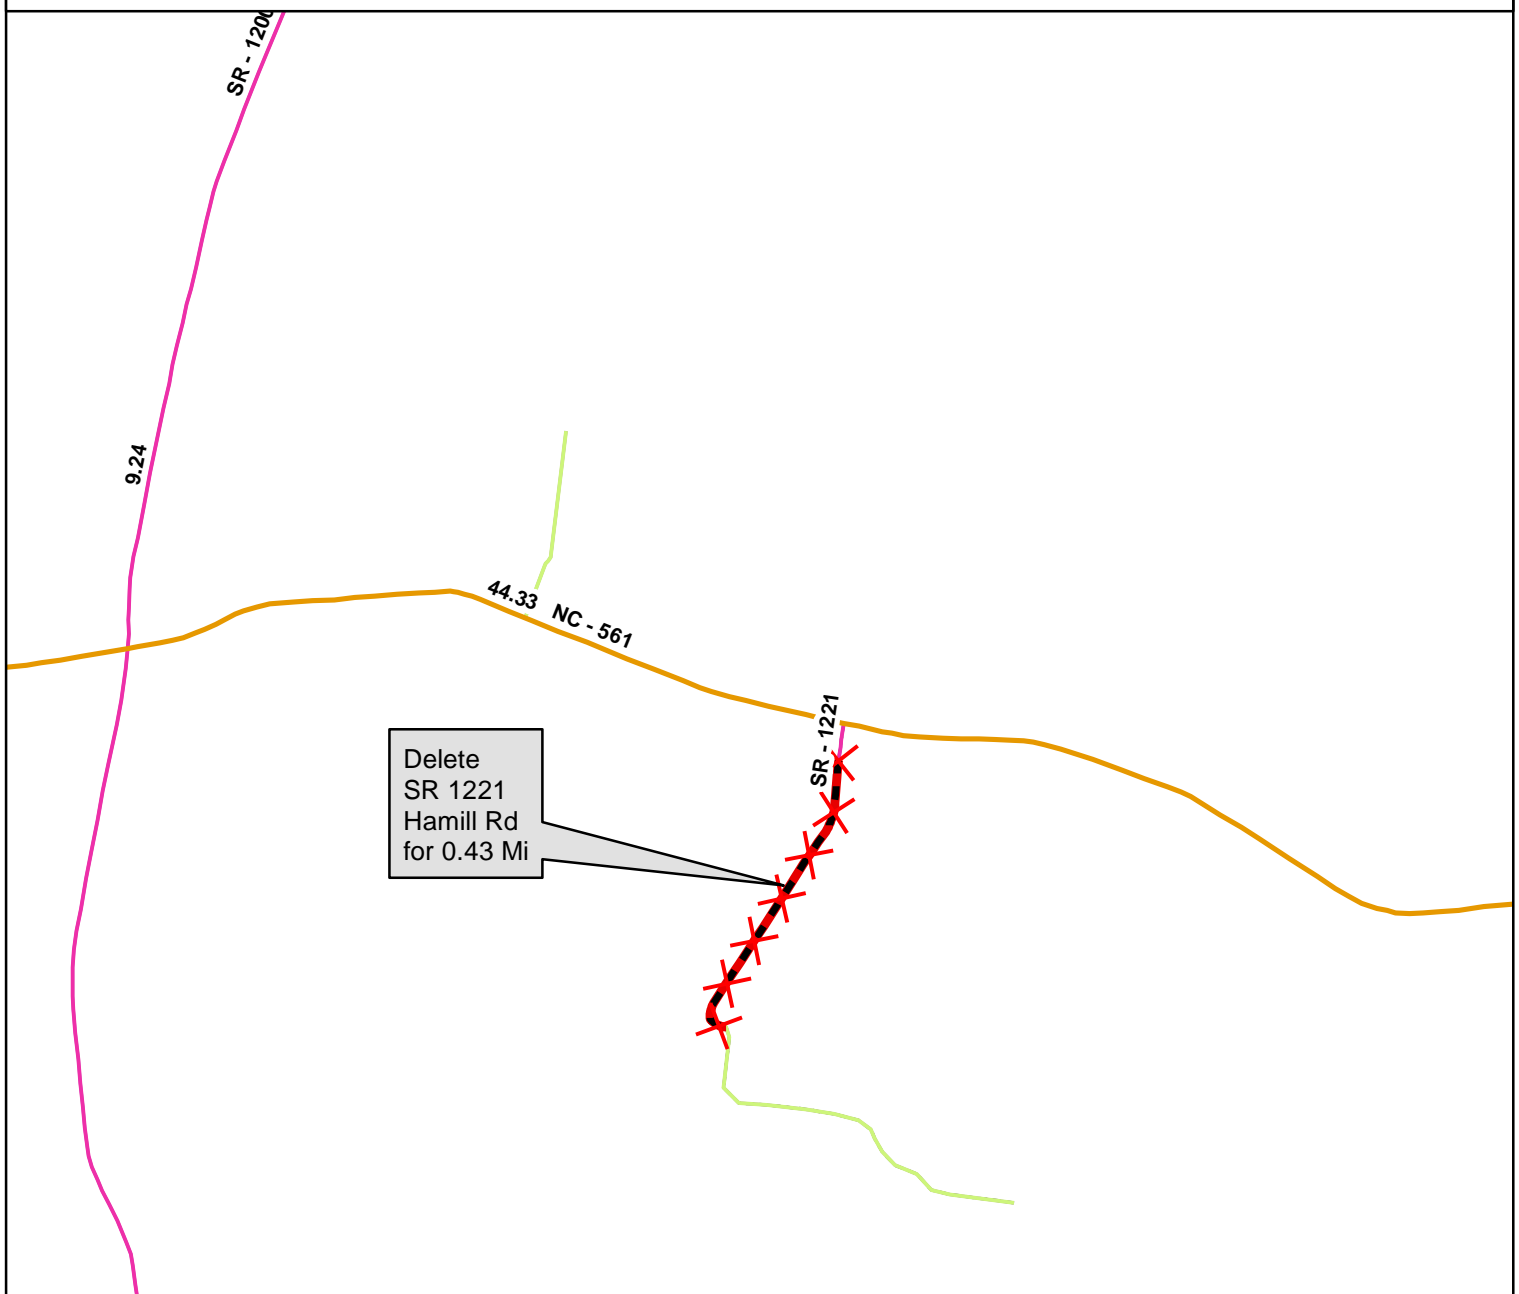 SR - 1200
9.24
44.33 NC - 561
SR - 1221
Delete
SR 1221
Hamill Rd
for 0.43 Mi